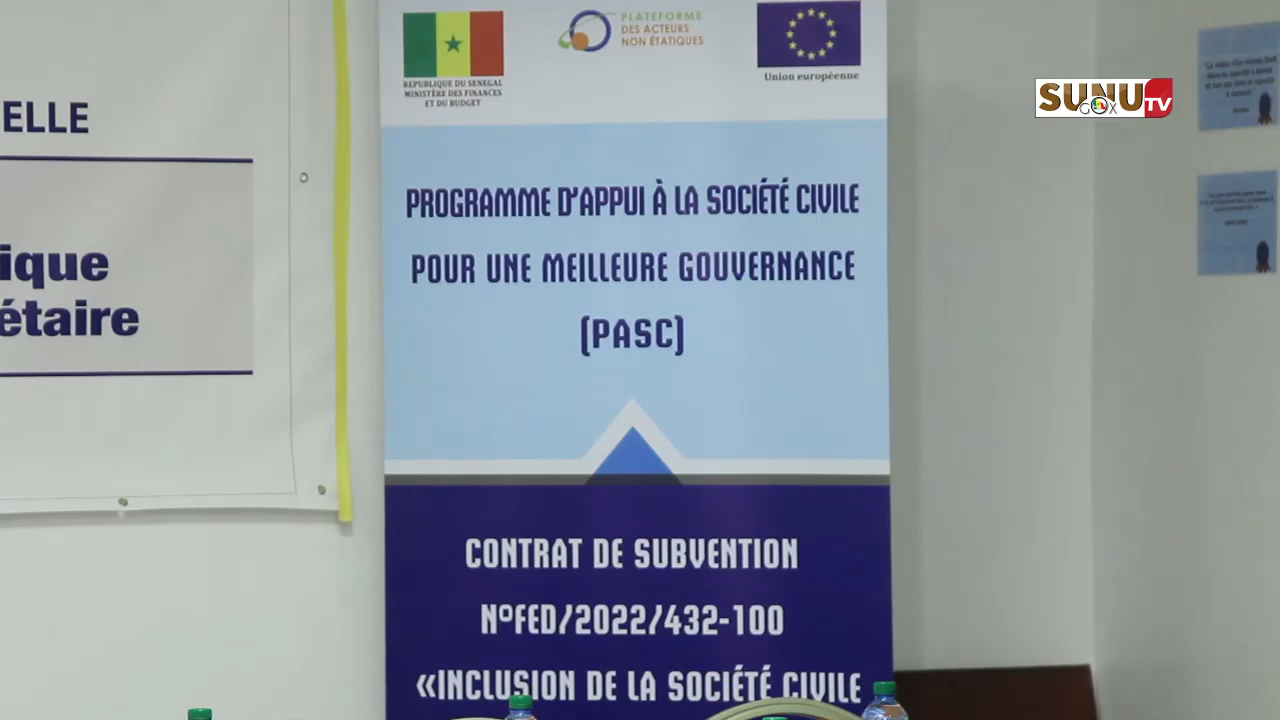 ELLE
ique
étaire
REPUBLIQUE DU SENEGAL
MINISTÈRE DES FINANCES
ET DU BUDGET
PLATEFORME
DES ACTEURS
NON ÉTATIQUES
Union européenne
PROGRAMME D'APPUI À LA SOCIÉTÉ CIVILE
POUR UNE MEILLEURE GOUVERNANCE
(PASC)
CONTRAT DE SUBVENTION
N°FED/2022/432-100
«INCLUSION DE LA SOCIÉTÉ CIVILE
SUNU
GOX
TV